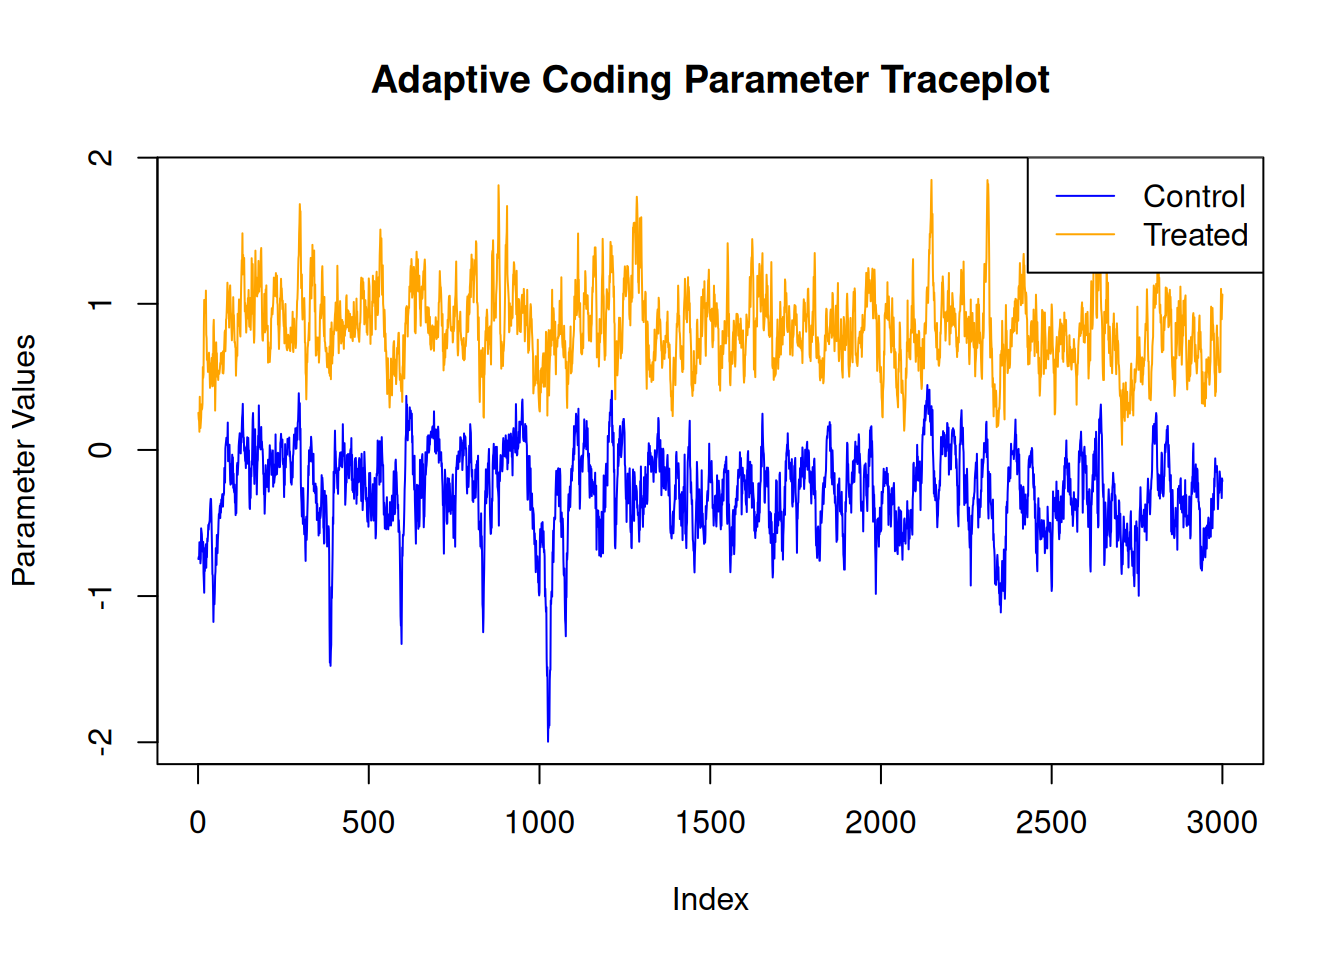 Adaptive Coding Parameter Traceplot
Parameter Values
2
1
0
-1
-2
Control
Treated
0 500 1000 1500 2000 2500 3000
Index